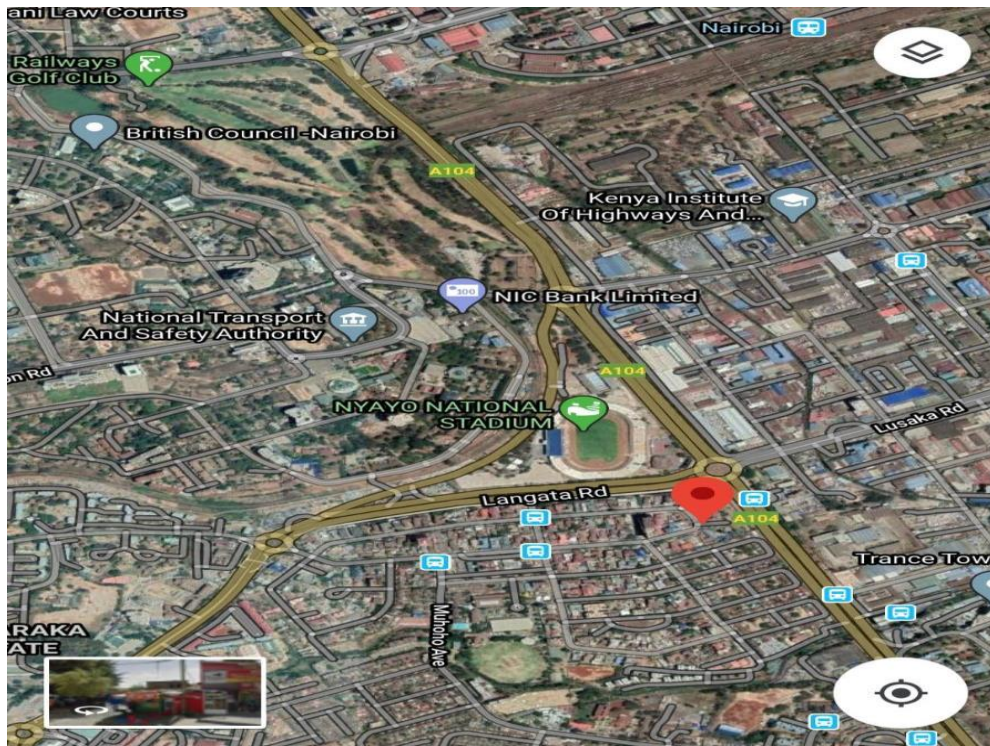 ani Law Courts
Nairobi
Railways
Golf Club
British Council -Nairobi
A104
Kenya Institute
Of Highways And...
300
NIC Bank Limited
National Transport
And Safety Authority
on Rd
A104
NYAYO NATIONAL
STADIUM
Lusaka Rd
Langata Rd
A104
Trance Tow
Muhoho Ave
ARAKA
ATE